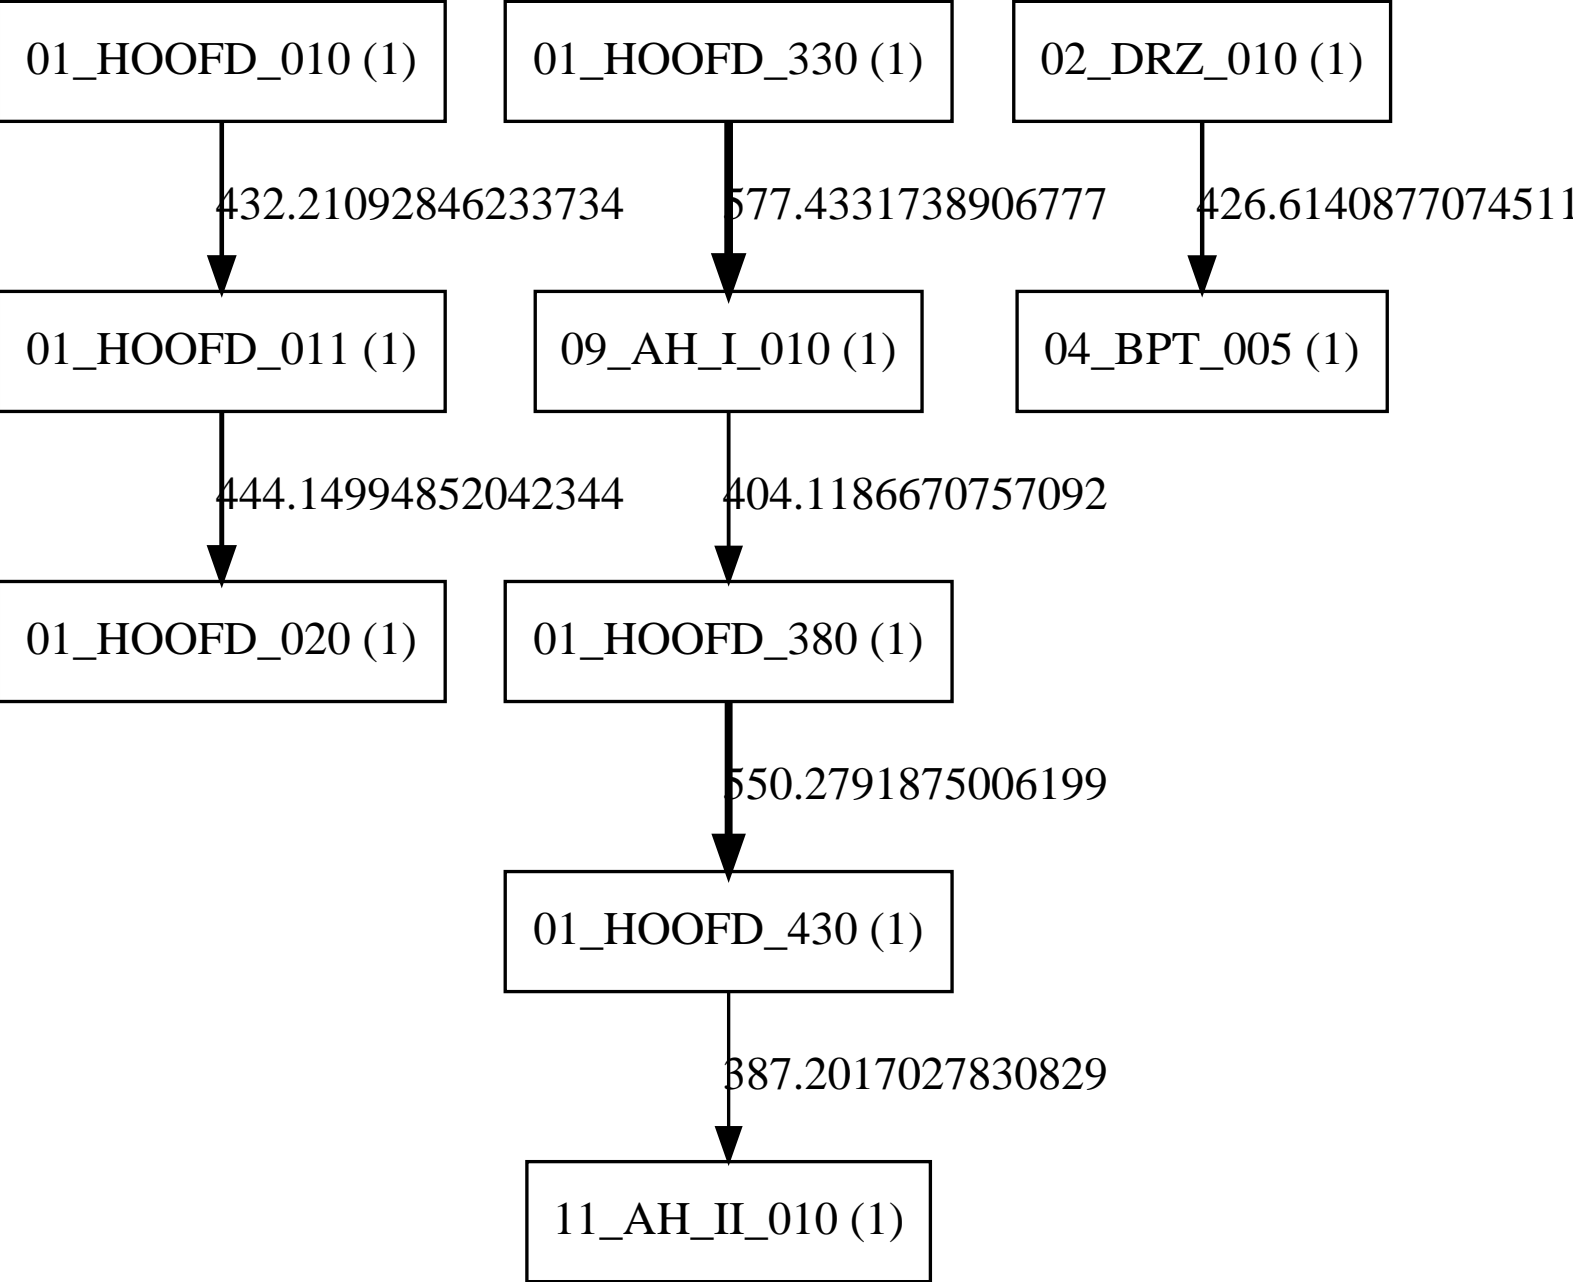 01_HOOFD_010 (1)
01_HOOFD_330 (1)
02_DRZ_010 (1)
432.21092846233734
577.4331738906777
426.6140877074511
01_HOOFD_011 (1)
09_AH_I_010 (1)
04_BPT_005 (1)
444.14994852042344
404.1186670757092
01_HOOFD_020 (1)
01_HOOFD_380 (1)
550.2791875006199
01_HOOFD_430 (1)
387.2017027830829
11_AH_II_010 (1)